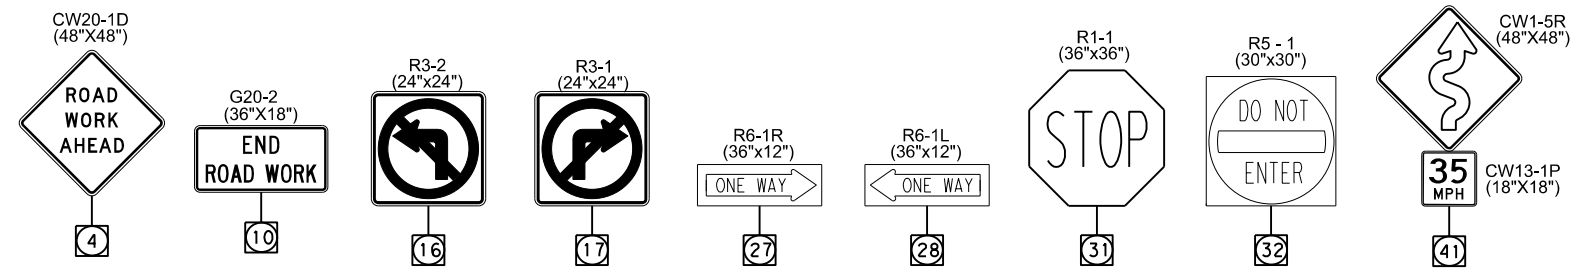 CW20-1D
(48"X48")
ROAD
WORK
AHEAD
4
G20-2
(36"X18")
END
ROAD WORK
10
R3-2
(24"x24")
16
R3-1
(24"x24")
17
R6-1R
(36"x12")
ONE WAY
27
R6-1L
(36"x12")
ONE WAY
28
R1-1
(36"x36")
STOP
31
R5 - 1
(30"x30")
DO NOT
ENTER
32
CW1-5R
(48"X48")
35
MPH
CW13-1P
(18"X18")
41